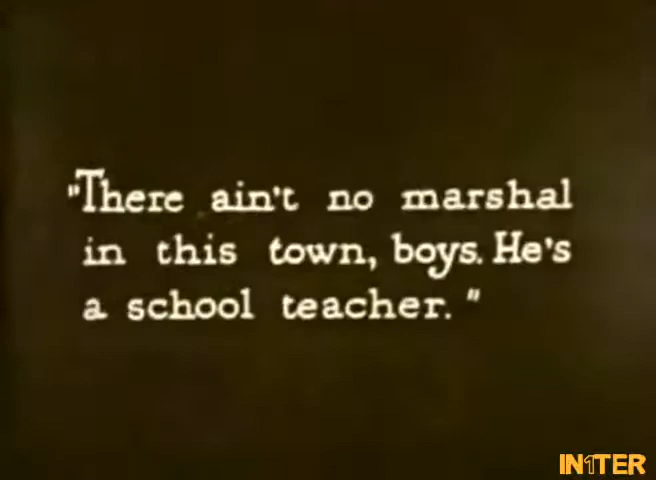 "There ain't no marshal
in this town, boys. He's
a school teacher."
IN1TER